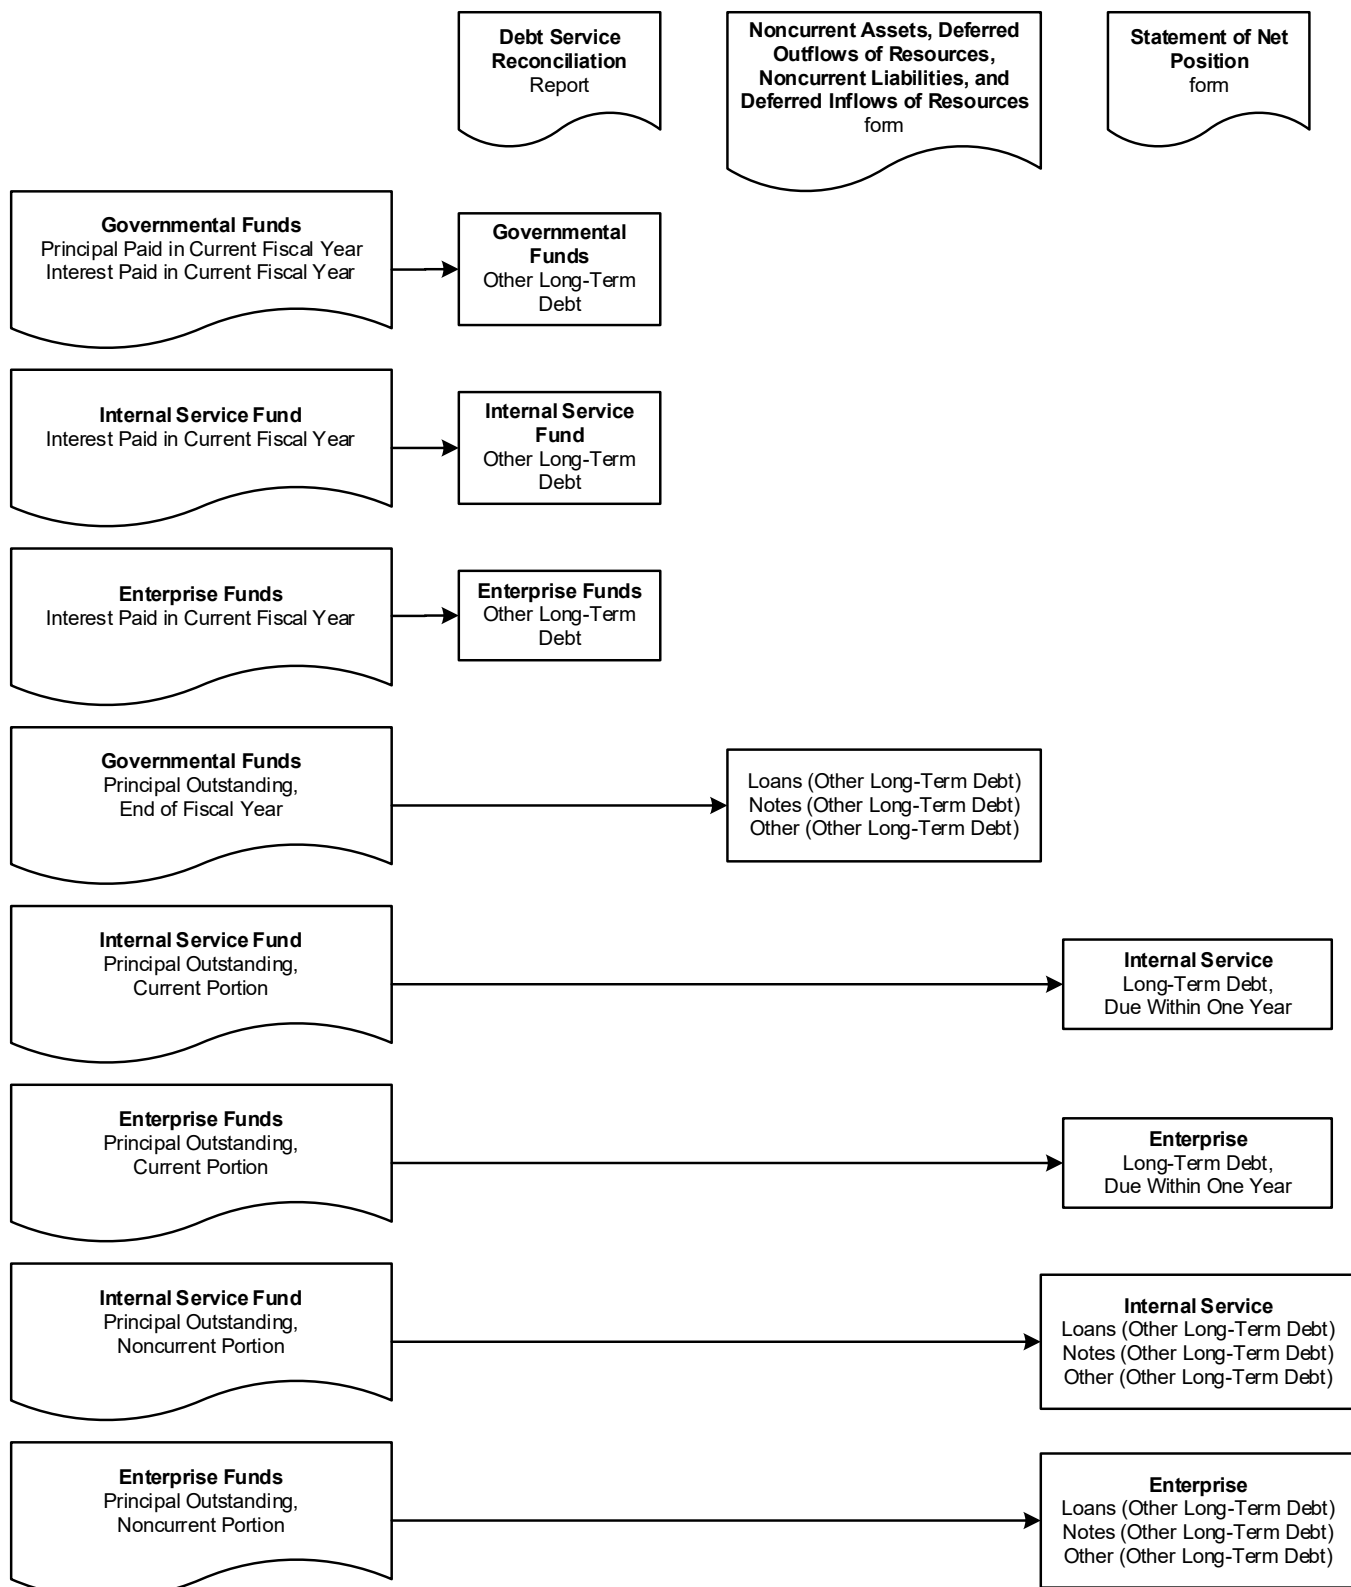 Debt Service
Reconciliation
Report
Noncurrent Assets, Deferred
Outflows of Resources,
Noncurrent Liabilities, and
Deferred Inflows of Resources
form
Statement of Net
Position
form
Governmental Funds
Principal Paid in Current Fiscal Year
Interest Paid in Current Fiscal Year
Governmental
Funds
Other Long-Term
Debt
Internal Service Fund
Interest Paid in Current Fiscal Year
Internal Service
Fund
Other Long-Term
Debt
Enterprise Funds
Interest Paid in Current Fiscal Year
Enterprise Funds
Other Long-Term
Debt
Governmental Funds
Principal Outstanding,
End of Fiscal Year
Loans (Other Long-Term Debt)
Notes (Other Long-Term Debt)
Other (Other Long-Term Debt)
Internal Service Fund
Principal Outstanding,
Current Portion
Internal Service
Long-Term Debt,
Due Within One Year
Enterprise Funds
Principal Outstanding,
Current Portion
Enterprise
Long-Term Debt,
Due Within One Year
Internal Service Fund
Principal Outstanding,
Noncurrent Portion
Internal Service
Loans (Other Long-Term Debt)
Notes (Other Long-Term Debt)
Other (Other Long-Term Debt)
Enterprise Funds
Principal Outstanding,
Noncurrent Portion
Enterprise
Loans (Other Long-Term Debt)
Notes (Other Long-Term Debt)
Other (Other Long-Term Debt)